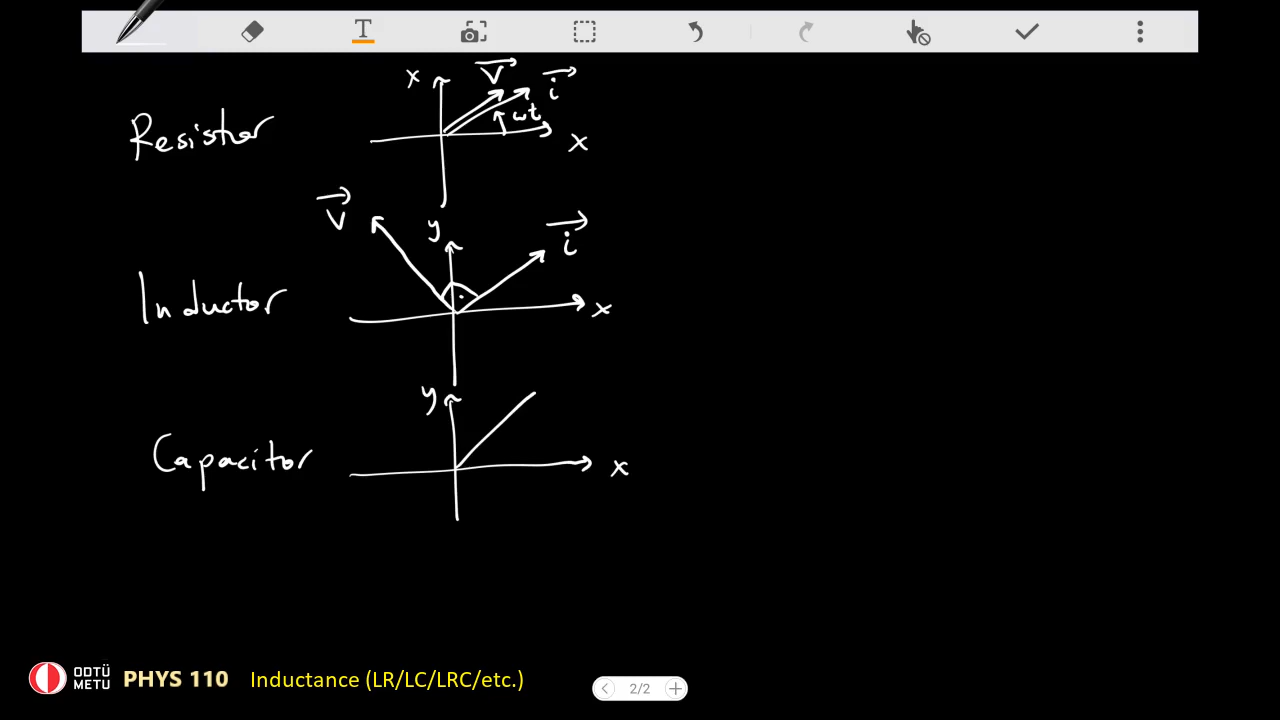 T
x V i
Resistor ωt
x
V y i
Inductor
x
y
Capacitor
x
ODTÜ
METU
PHYS 110 Inductance (LR/LC/LRC/etc.)
2/2